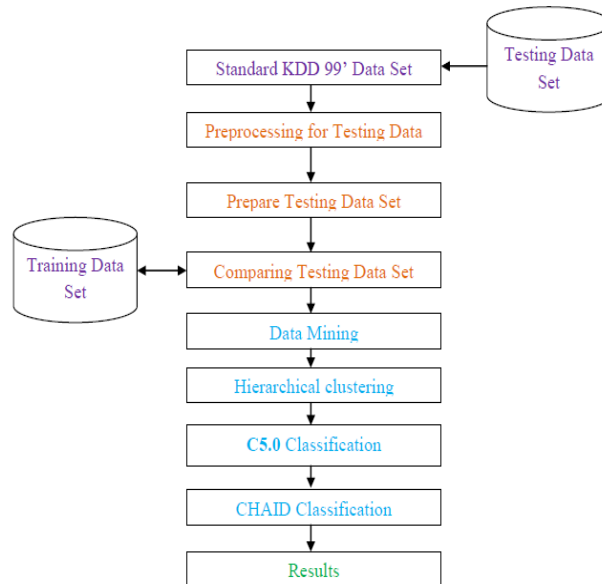 Testing Data
Set
Standard KDD 99’ Data Set
Preprocessing for Testing Data
Prepare Testing Data Set
Training Data
Set
Comparing Testing Data Set
Data Mining
Hierarchical clustering
C5.0 Classification
CHAID Classification
Results